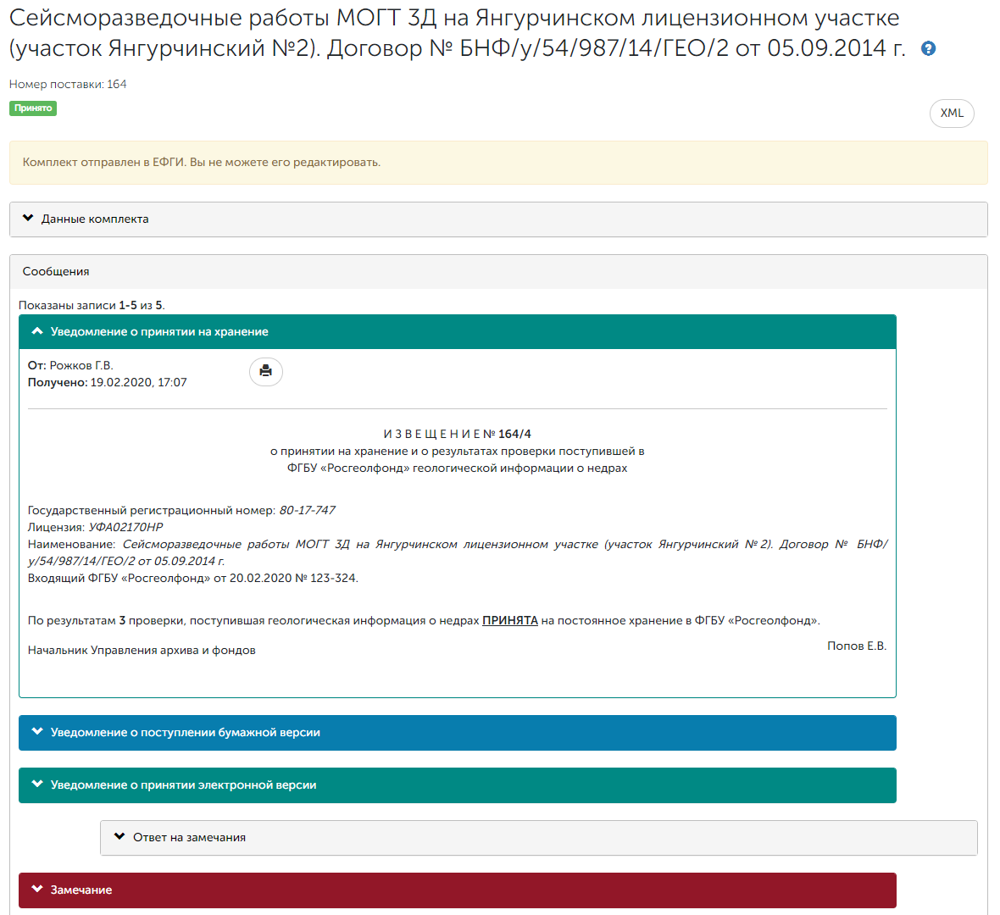 Сейсморазведочные работы МОГТ 3Д на Янгурчинском лицензионном участке
(участок Янгурчинский №2). Договор № БНФ/у/54/987/14/ГЕО/2 от 05.09.2014 г. ?
Номер поставки: 164
Принято
XML
Комплект отправлен в ЕФГИ. Вы не можете его редактировать.
Данные комплекта
Сообщения
Показаны записи 1-5 из 5.
Уведомление о принятии на хранение
От: Рожков Г.В.
Получено: 19.02.2020, 17:07
И З В Е Щ Е Н И Е № 164/4
о принятии на хранение и о результатах проверки поступившей в
ФГБУ «Росгеолфонд» геологической информации о недрах
Государственный регистрационный номер: 80-17-747
Лицензия: УФА02170НР
Наименование: Сейсморазведочные работы МОГТ 3Д на Янгурчинском лицензионном участке (участок Янгурчинский №2). Договор № БНФ/
у/54/987/14/ГЕО/2 от 05.09.2014 г.
Входящий ФГБУ «Росгеолфонд» от 20.02.2020 № 123-324.
По результатам 3 проверки, поступившая геологическая информация о недрах ПРИНЯТА на постоянное хранение в ФГБУ «Росгеолфонд».
Начальник Управления архива и фондов
Попов Е.В.
Уведомление о поступлении бумажной версии
Уведомление о принятии электронной версии
Ответ на замечания
Замечание